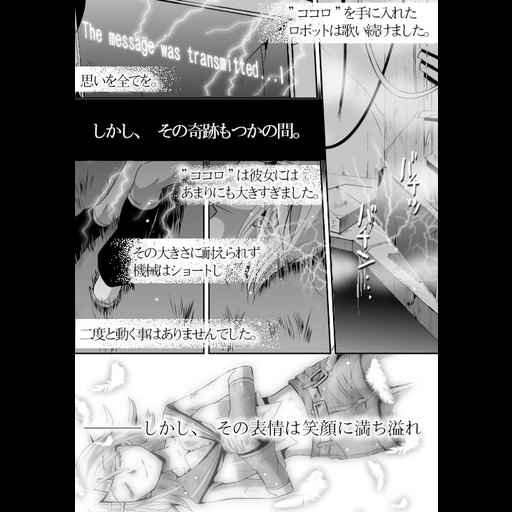 "ココロ"を手に入れた
ロボットは歌い続けました。
The message was transmitted...!
思いを全てを。
しかし、その奇跡もつかの間。
"ココロ"は彼女には
あまりにも大きすぎました。
バチッ
バチン…
その大きさに耐えられず
機械はショートし
二度と動く事はありませんでした。
―――しかし、その表情は笑顔に満ち溢れ